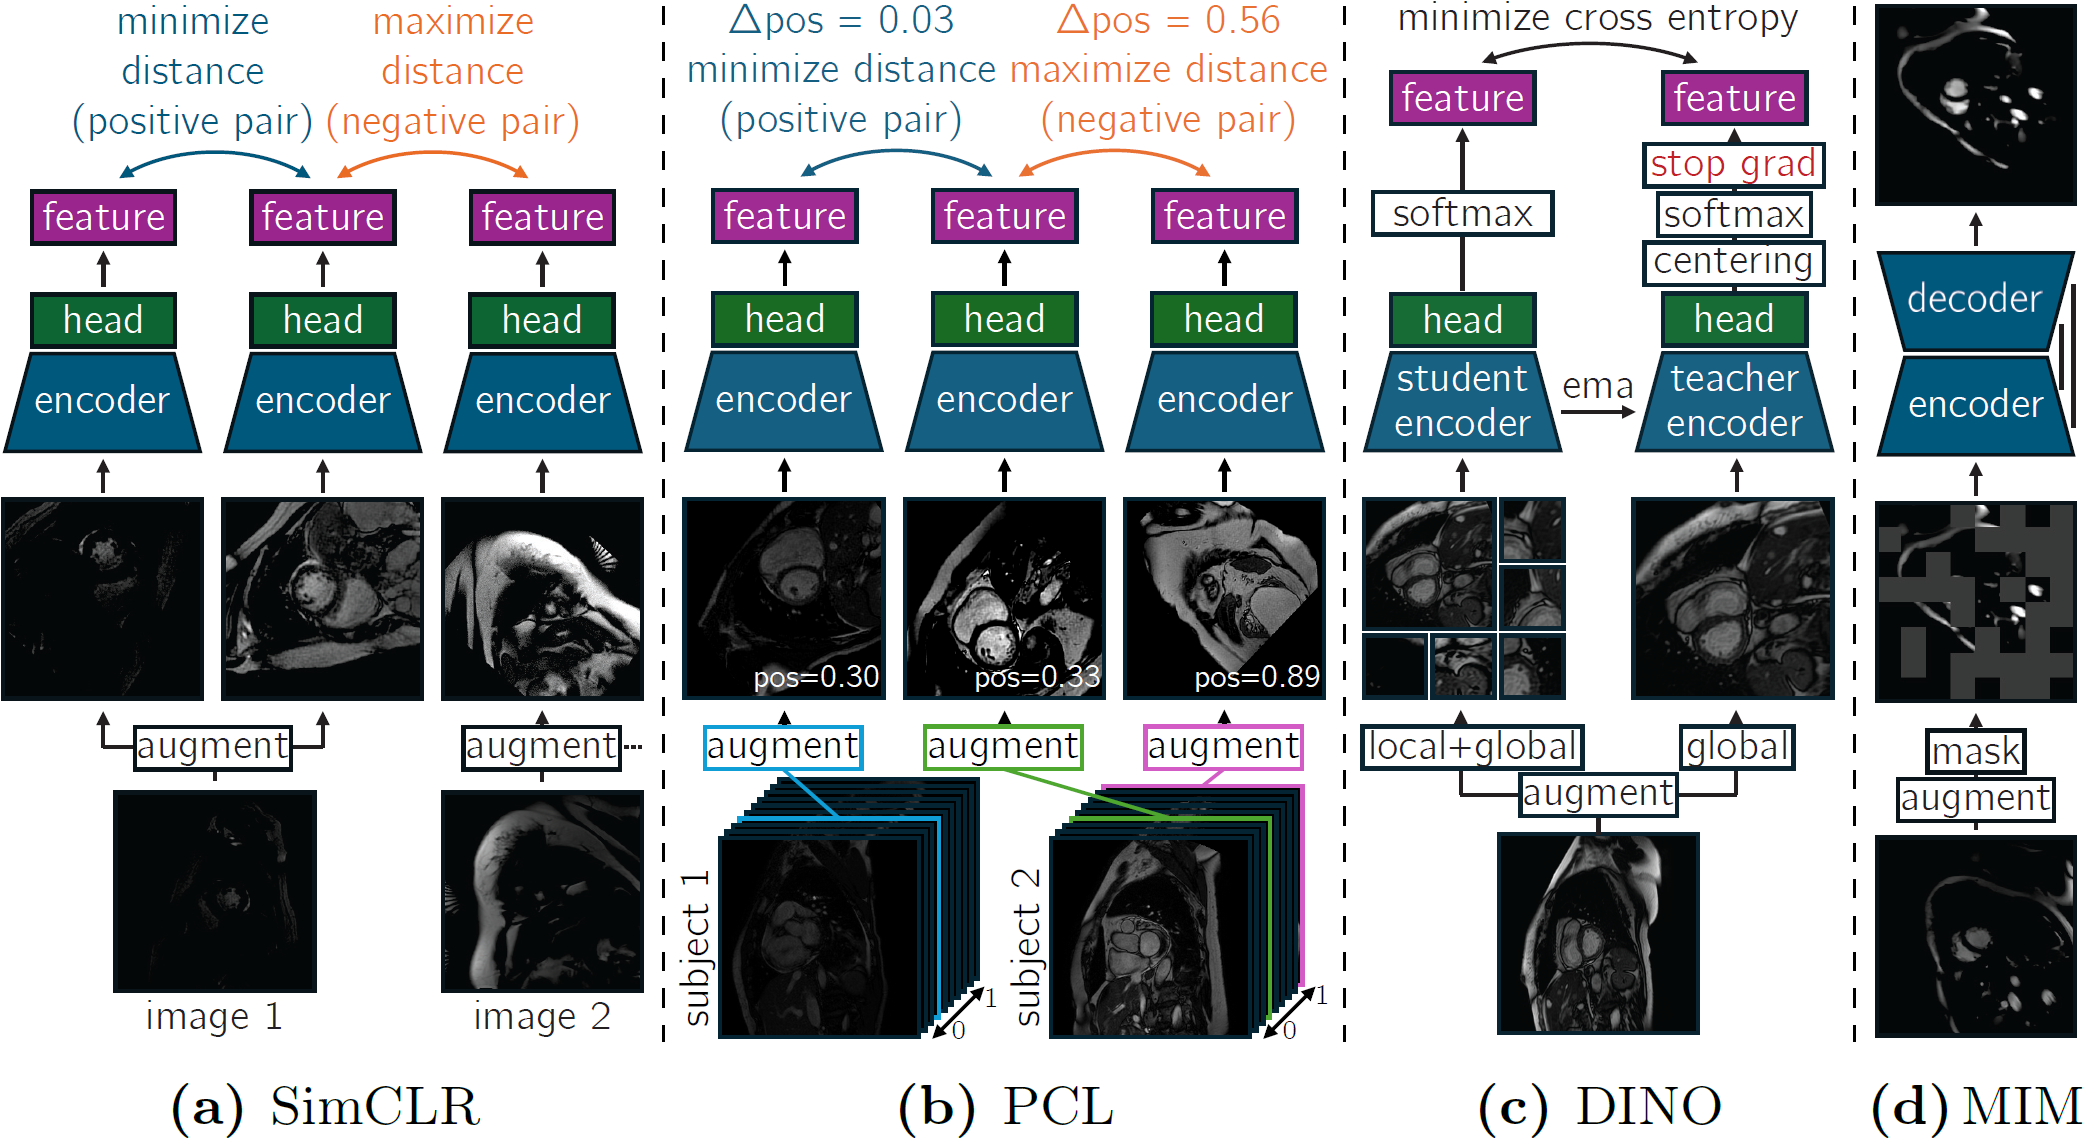 minimize
distance
(positive pair)
maximize
distance
(negative pair)
feature
feature
feature
head
head
head
encoder
encoder
encoder
augment
augment
image 1
image 2
(a) SimCLR
△pos = 0.03
minimize distance
(positive pair)
△pos = 0.56
maximize distance
(negative pair)
feature
feature
feature
head
head
head
encoder
encoder
encoder
pos=0.30
pos=0.33
pos=0.89
augment
augment
augment
subject 1
0
1
subject 2
0
1
(b) PCL
minimize cross entropy
feature
feature
stop grad
softmax
softmax
centering
head
head
student
encoder
ema
teacher
encoder
local+global
global
augment
(c) DINO
decoder
encoder
mask
augment
(d) MIM